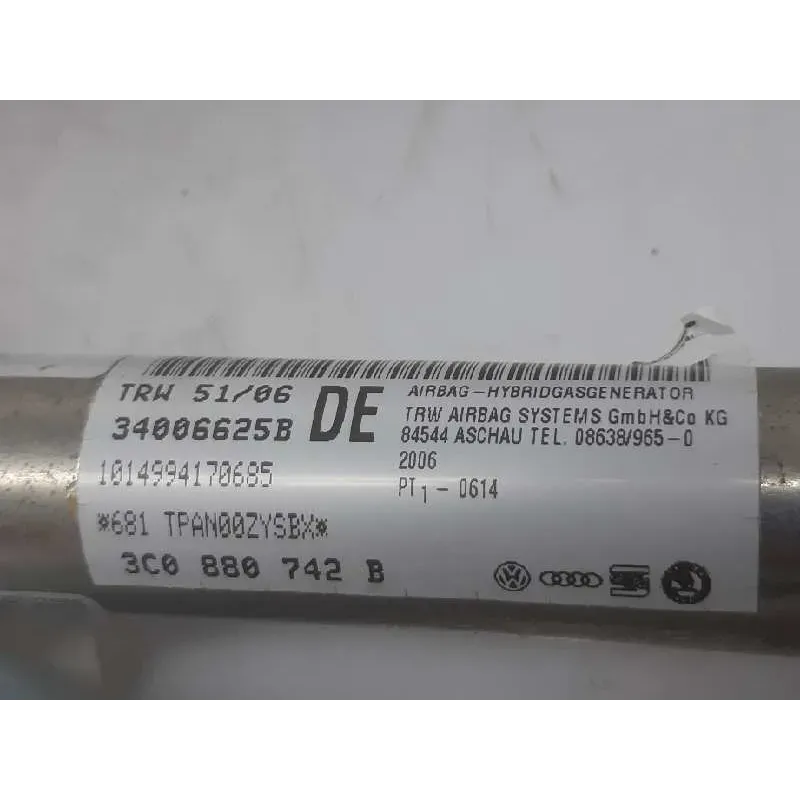 TRW 51/06
34006625B
DE
1014994170685
*681 TPAN00ZYSBX*
3C0 880 742 B
AIRBAG-HYBRIDGASGENERATOR
TRW AIRBAG SYSTEMS GmbH&Co KG
84544 ASCHAU TEL. 08638/965-0
2006
PT1 - 0614